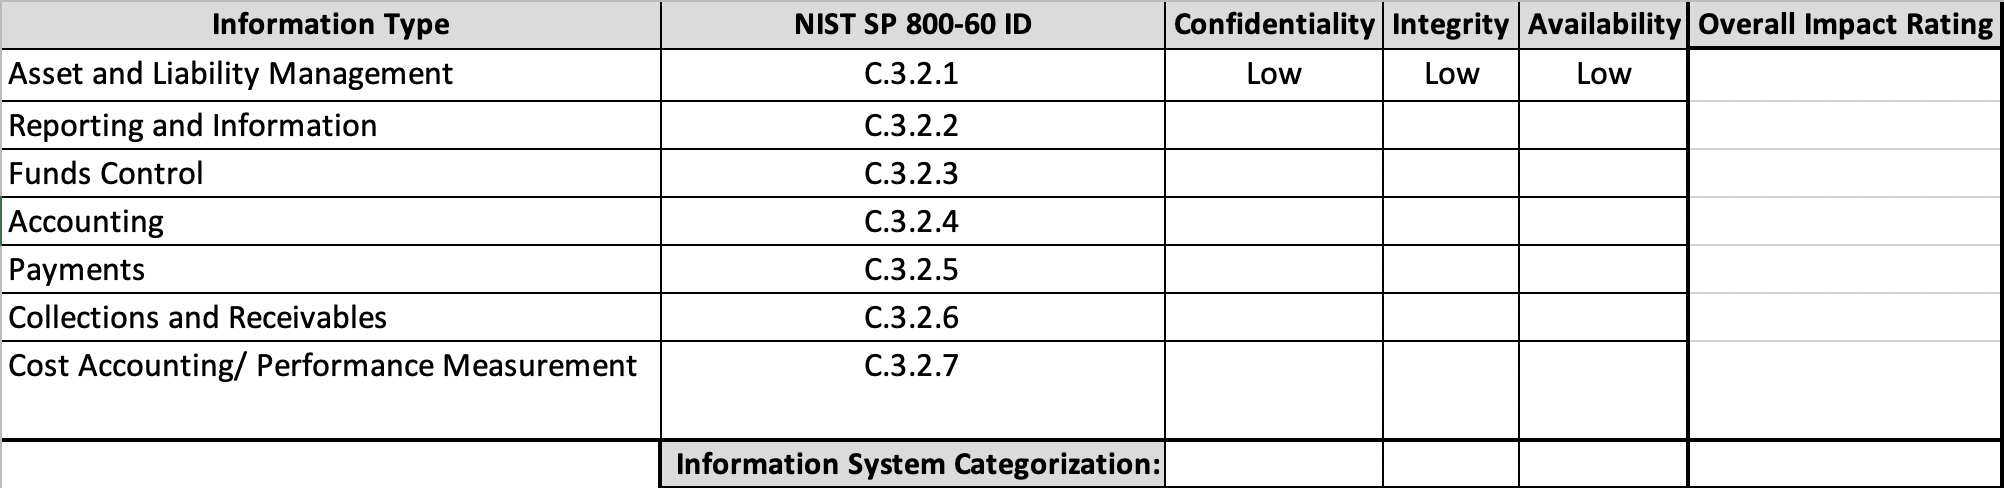 Information Type NIST SP 800-60 ID Confidentiality Integrity Availability Overall Impact Rating
Asset and Liability Management C.3.2.1 Low Low Low
Reporting and Information C.3.2.2
Funds Control C.3.2.3
Accounting C.3.2.4
Payments C.3.2.5
Collections and Receivables C.3.2.6
Cost Accounting/ Performance Measurement C.3.2.7
Information System Categorization: